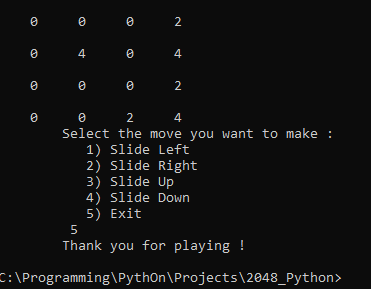 0 0 0 2
0 4 0 4
0 0 0 2
0 0 2 4
Select the move you want to make :
1) Slide Left
2) Slide Right
3) Slide Up
4) Slide Down
5) Exit
5
Thank you for playing !
C:\Programming\PythOn\Projects\2048_Python>